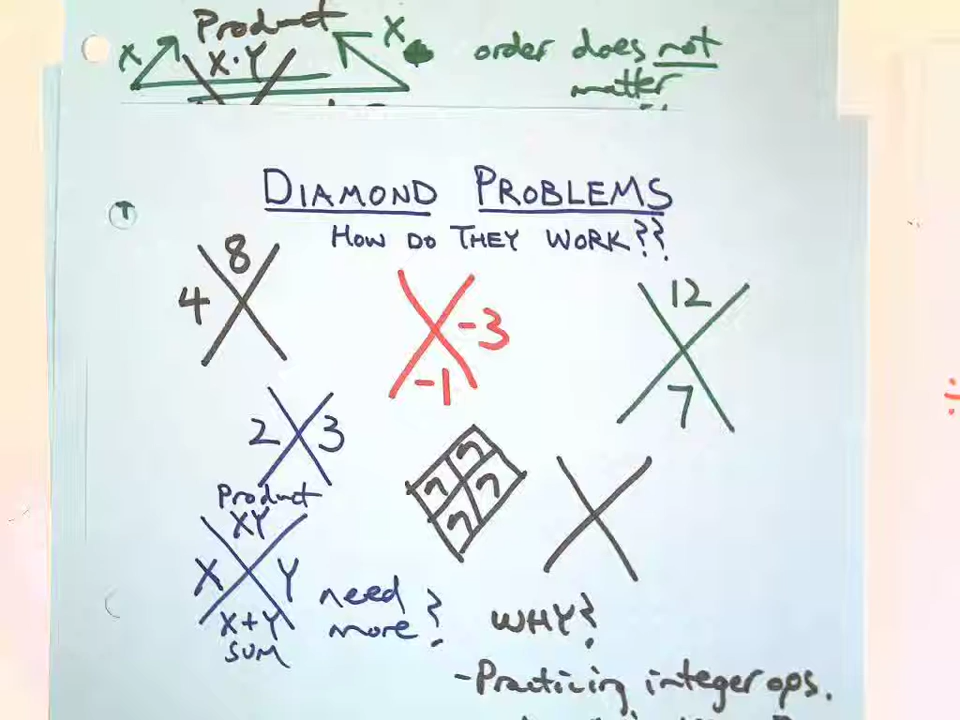 Product
X X·Y X order does not
matter
DIAMOND PROBLEMS
HOW DO THEY WORK??
8
4
-3
-1
12
7
2 3
? ? ? ?
Product
XY
X Y
X+Y
SUM
need
more?
WHY?
-Practicing integer ops.
÷